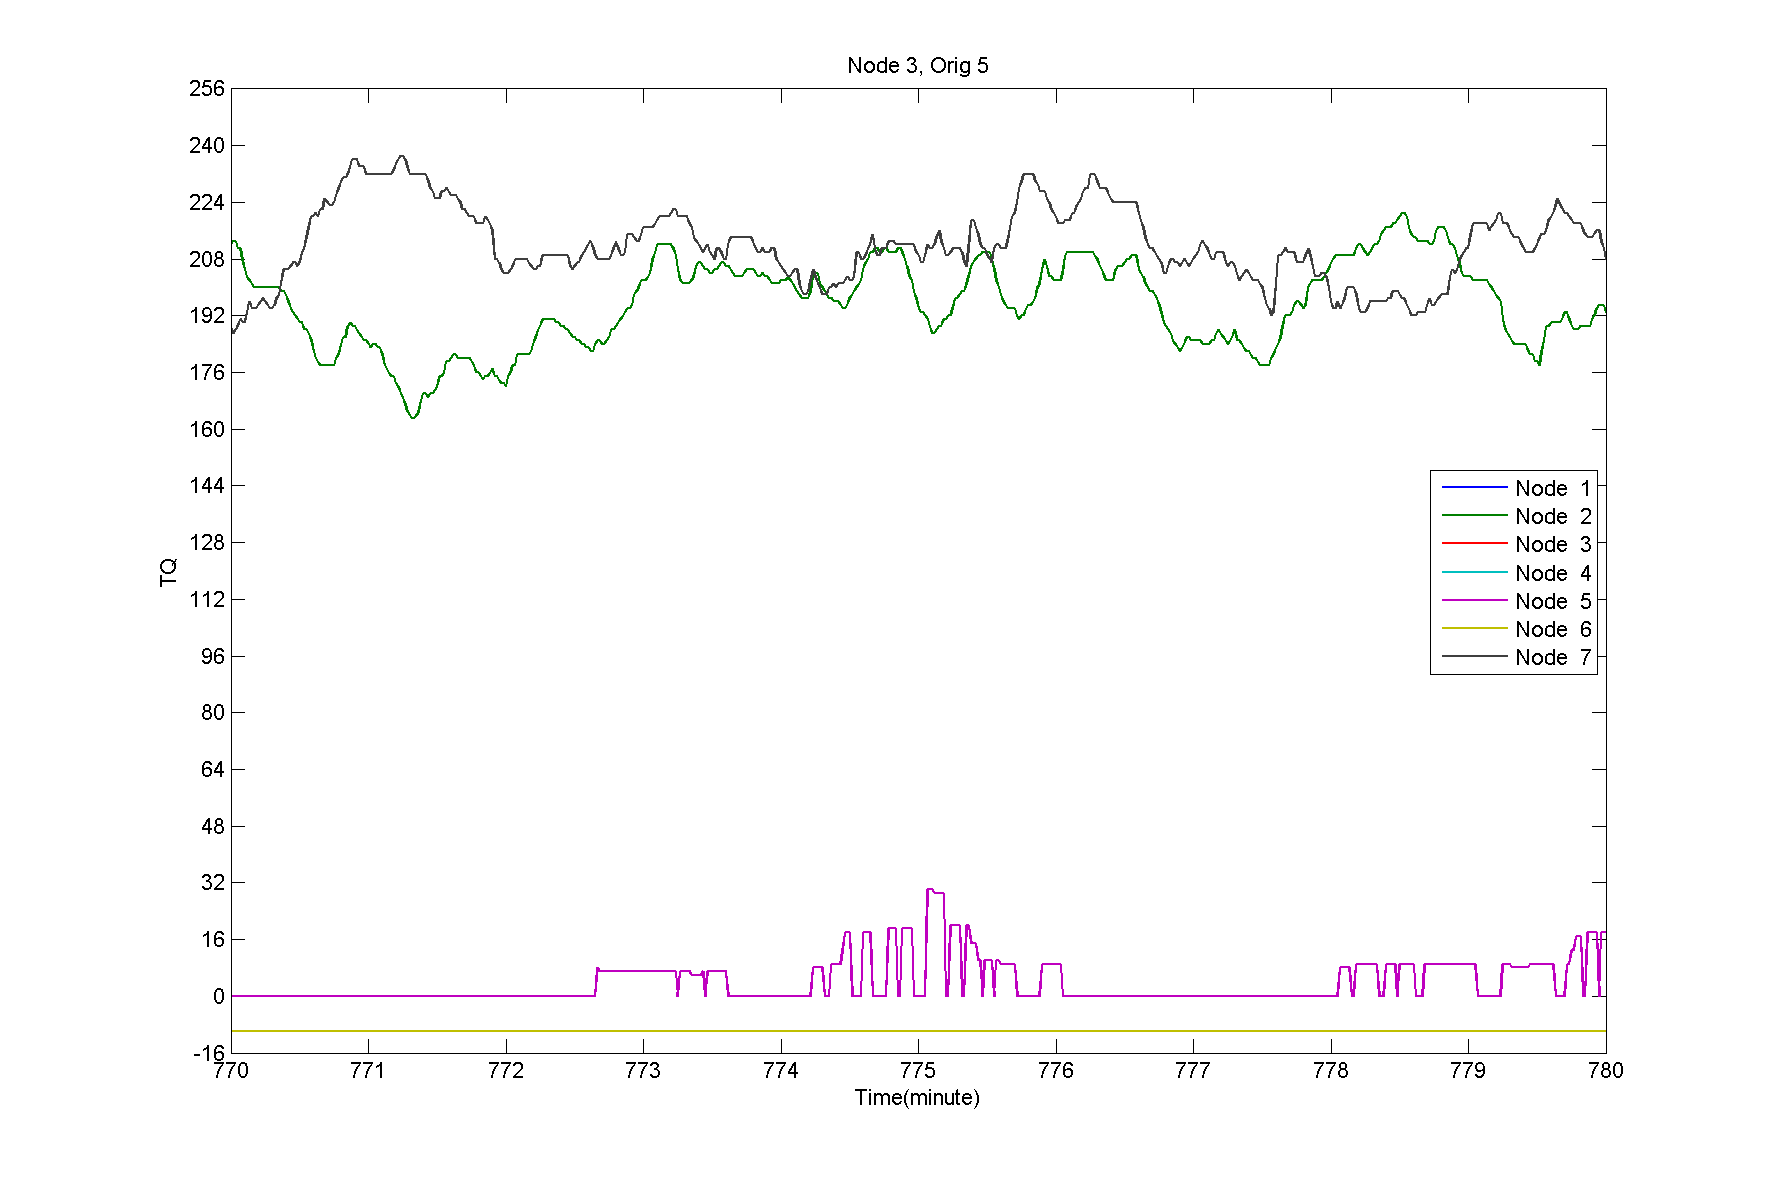 Node 3, Orig 5
256
240
224
208
192
176
160
144
128
112
96
80
64
48
32
16
0
-16
TQ
Node 1
Node 2
Node 3
Node 4
Node 5
Node 6
Node 7
770 771 772 773 774 775 776 777 778 779 780
Time(minute)